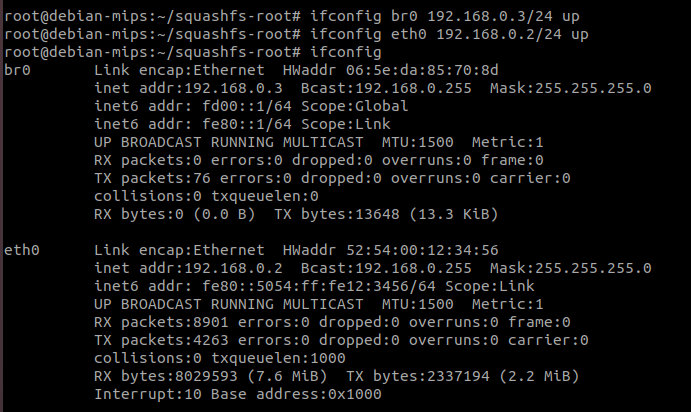 root@debian-mips:~/squashfs-root# ifconfig br0 192.168.0.3/24 up
root@debian-mips:~/squashfs-root# ifconfig eth0 192.168.0.2/24 up
root@debian-mips:~/squashfs-root# ifconfig
br0       Link encap:Ethernet  HWaddr 06:5e:da:85:70:8d
          inet addr:192.168.0.3  Bcast:192.168.0.255  Mask:255.255.255.0
          inet6 addr: fd00::1/64 Scope:Global
          inet6 addr: fe80::1/64 Scope:Link
          UP BROADCAST RUNNING MULTICAST  MTU:1500  Metric:1
          RX packets:0 errors:0 dropped:0 overruns:0 frame:0
          TX packets:76 errors:0 dropped:0 overruns:0 carrier:0
          collisions:0 txqueuelen:0
          RX bytes:0 (0.0 B)  TX bytes:13648 (13.3 KiB)

eth0      Link encap:Ethernet  HWaddr 52:54:00:12:34:56
          inet addr:192.168.0.2  Bcast:192.168.0.255  Mask:255.255.255.0
          inet6 addr: fe80::5054:ff:fe12:3456/64 Scope:Link
          UP BROADCAST RUNNING MULTICAST  MTU:1500  Metric:1
          RX packets:8901 errors:0 dropped:0 overruns:0 frame:0
          TX packets:4263 errors:0 dropped:0 overruns:0 carrier:0
          collisions:0 txqueuelen:1000
          RX bytes:8029593 (7.6 MiB)  TX bytes:2337194 (2.2 MiB)
          Interrupt:10 Base address:0x1000